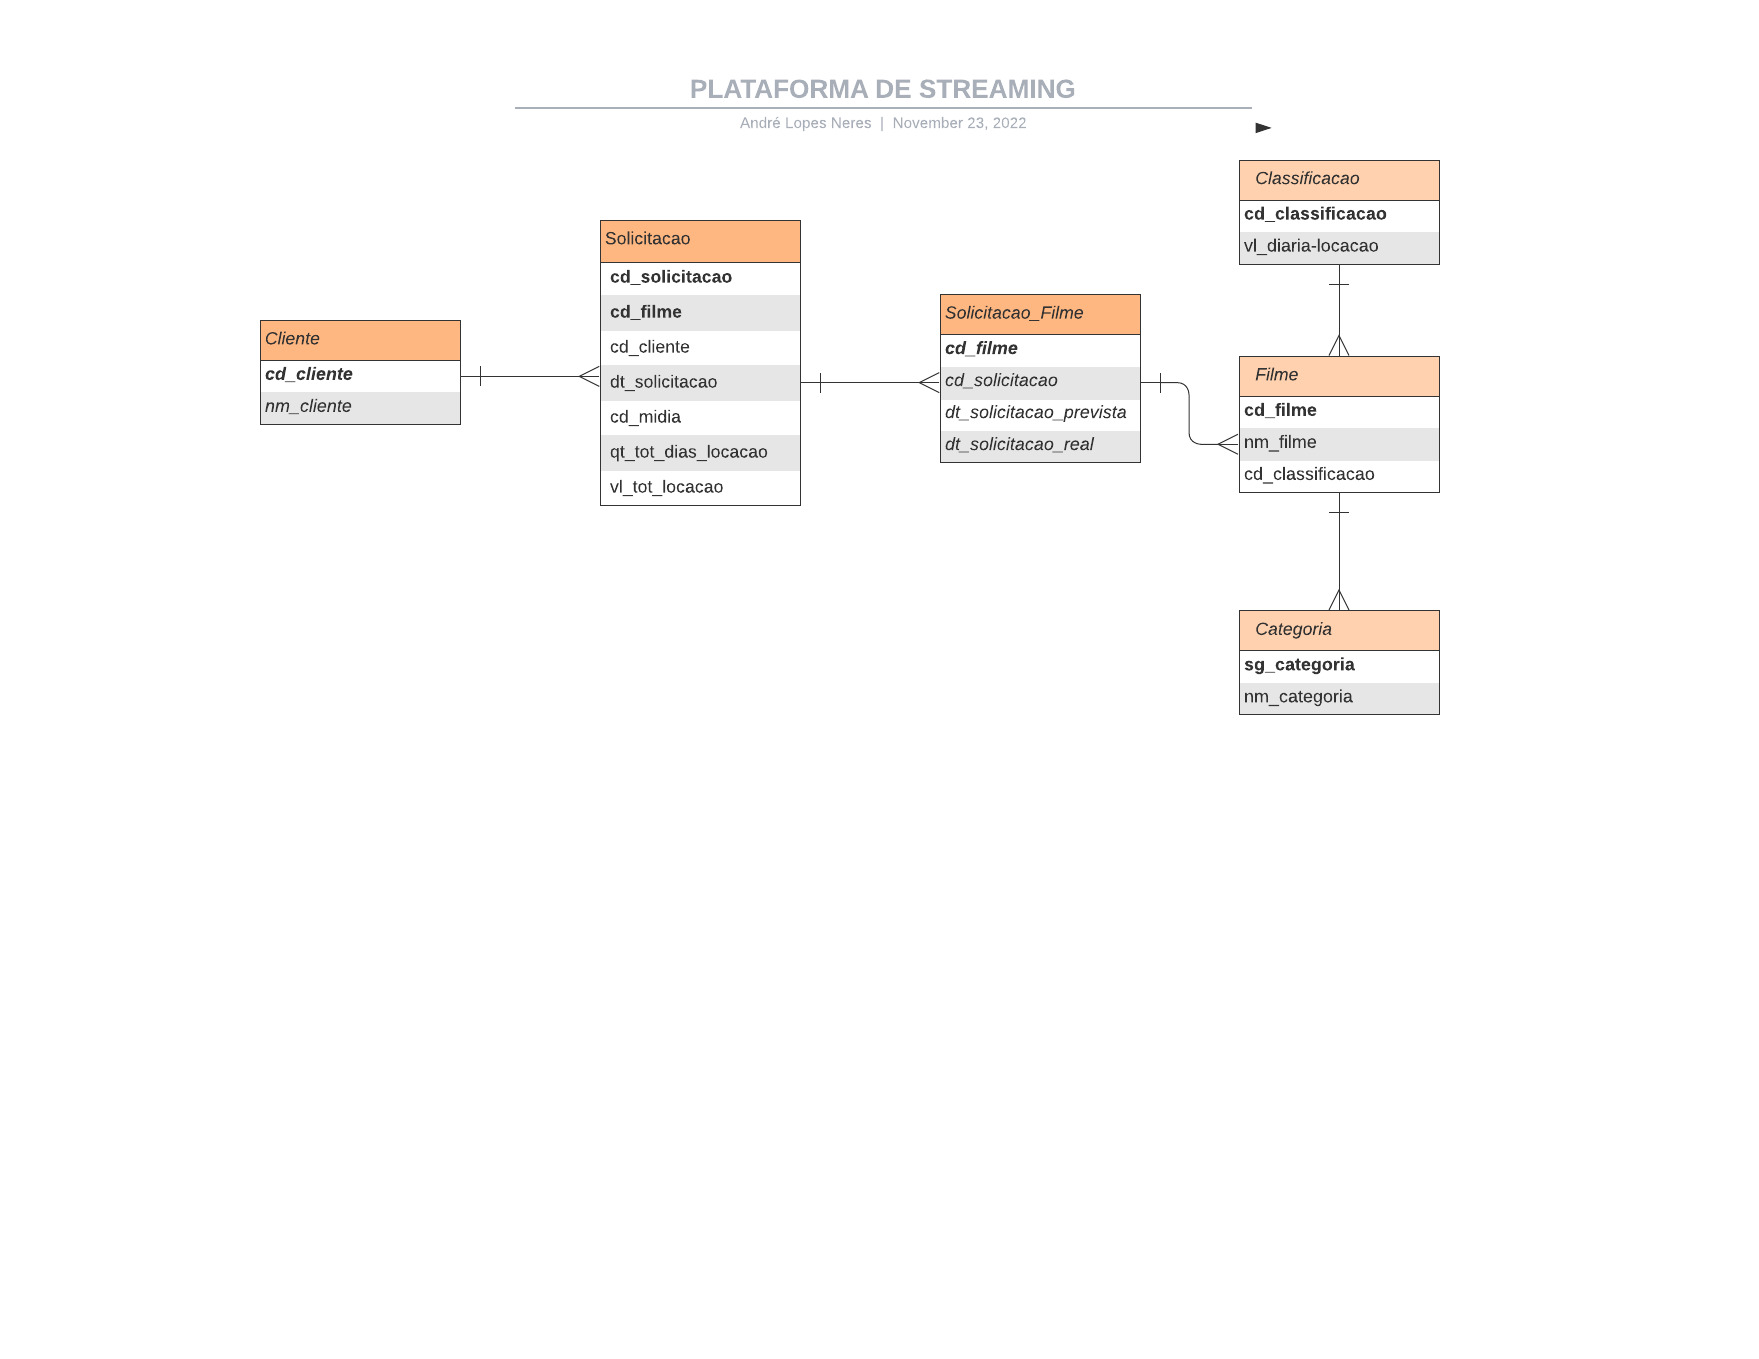 PLATAFORMA DE STREAMING
André Lopes Neres | November 23, 2022
Cliente
cd_cliente
nm_cliente
Solicitacao
cd_solicitacao
cd_filme
cd_cliente
dt_solicitacao
cd_midia
qt_tot_dias_locacao
vl_tot_locacao
Solicitacao_Filme
cd_filme
cd_solicitacao
dt_solicitacao_prevista
dt_solicitacao_real
Classificacao
cd_classificacao
vl_diaria-locacao
Filme
cd_filme
nm_filme
cd_classificacao
Categoria
sg_categoria
nm_categoria